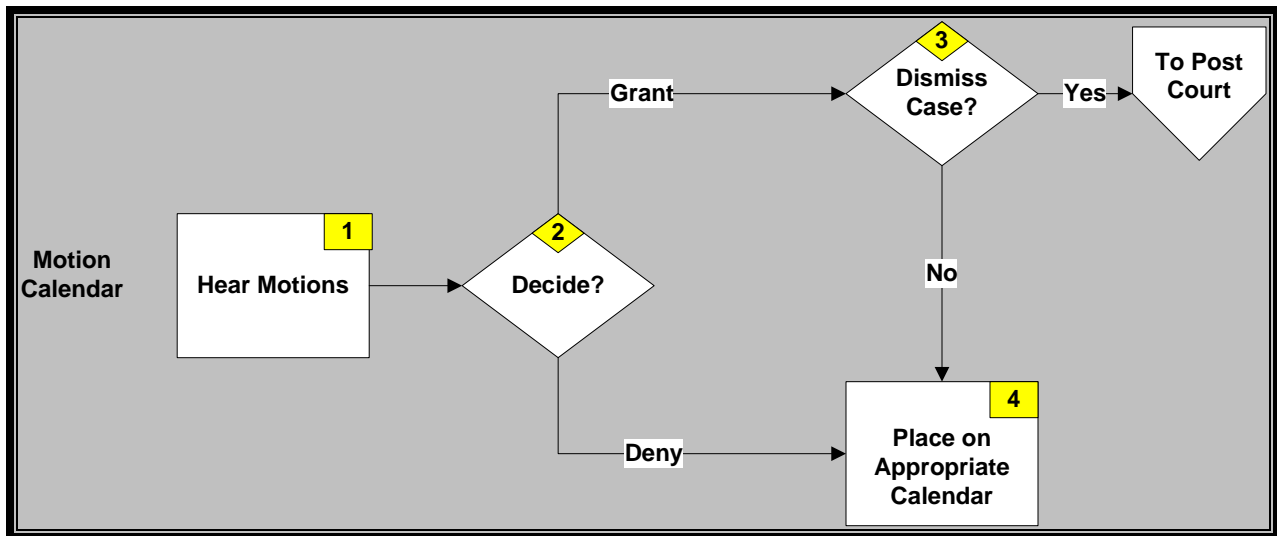 Motion
Calendar
1
Hear Motions
2
Decide?
Grant
Deny
3
Dismiss
Case?
Yes
To Post
Court
No
4
Place on
Appropriate
Calendar